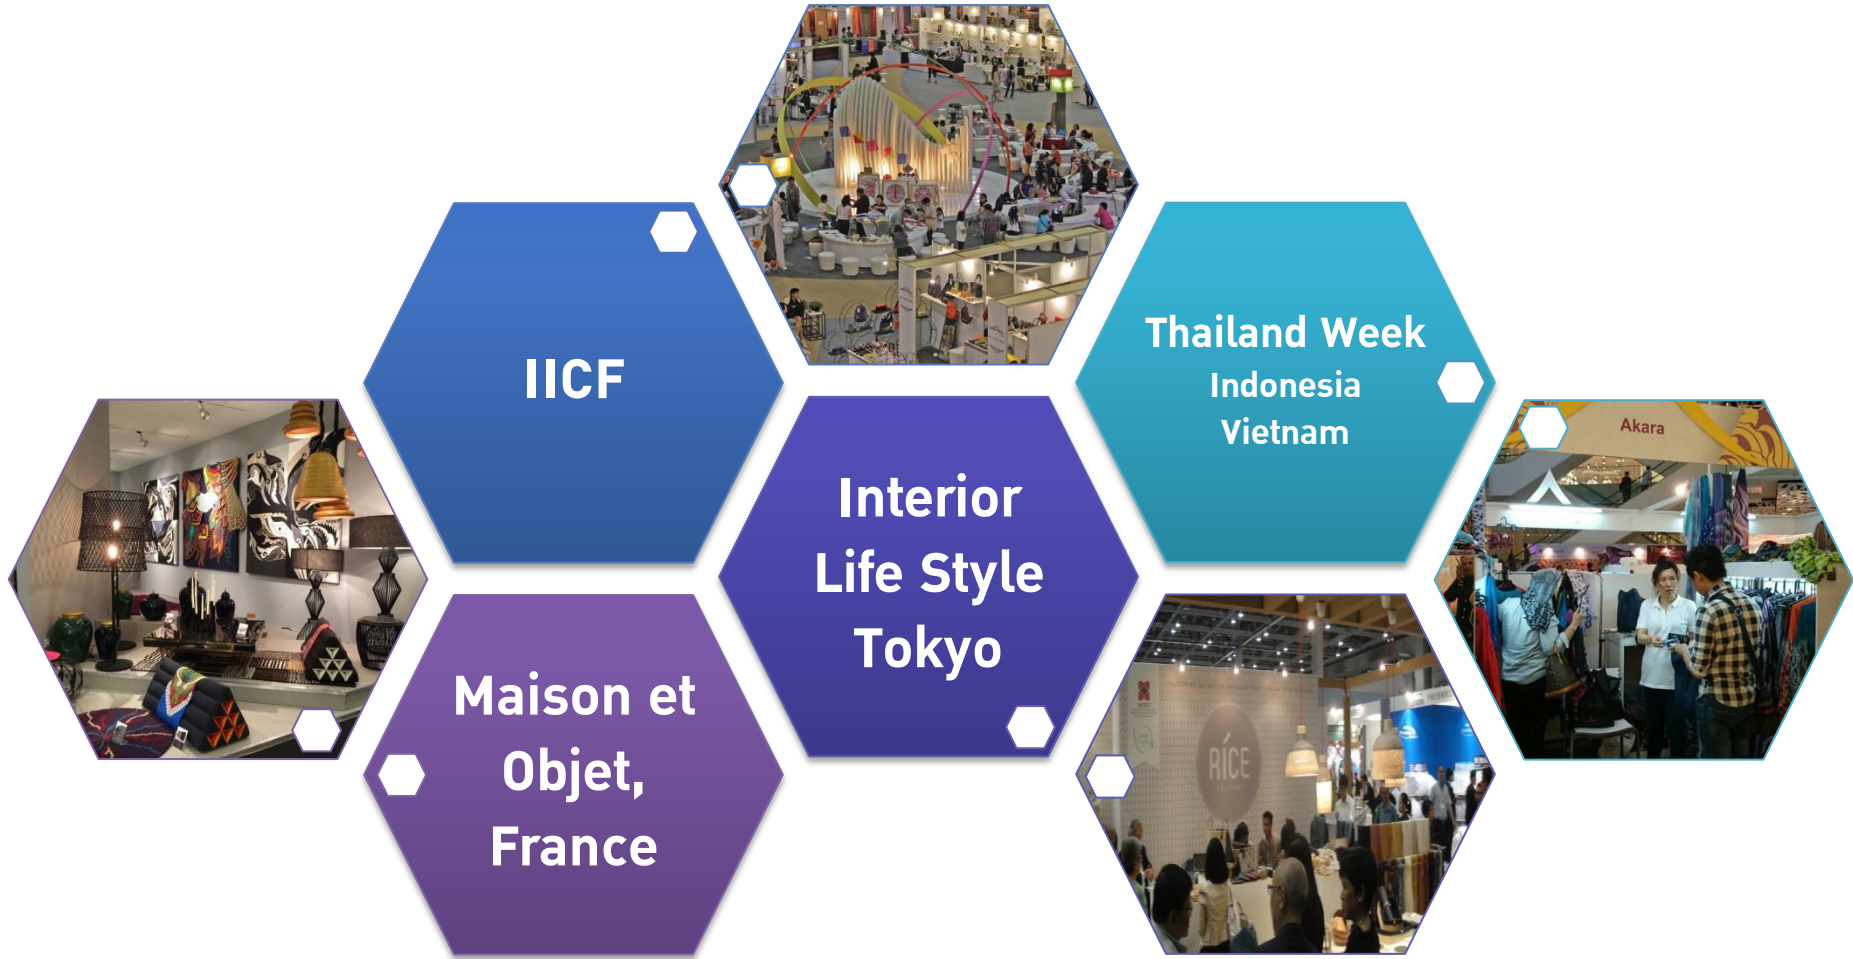 IICF
Thailand Week
Indonesia
Vietnam
Akara
Interior
Life Style
Tokyo
Maison et
Objet,
France
RICE